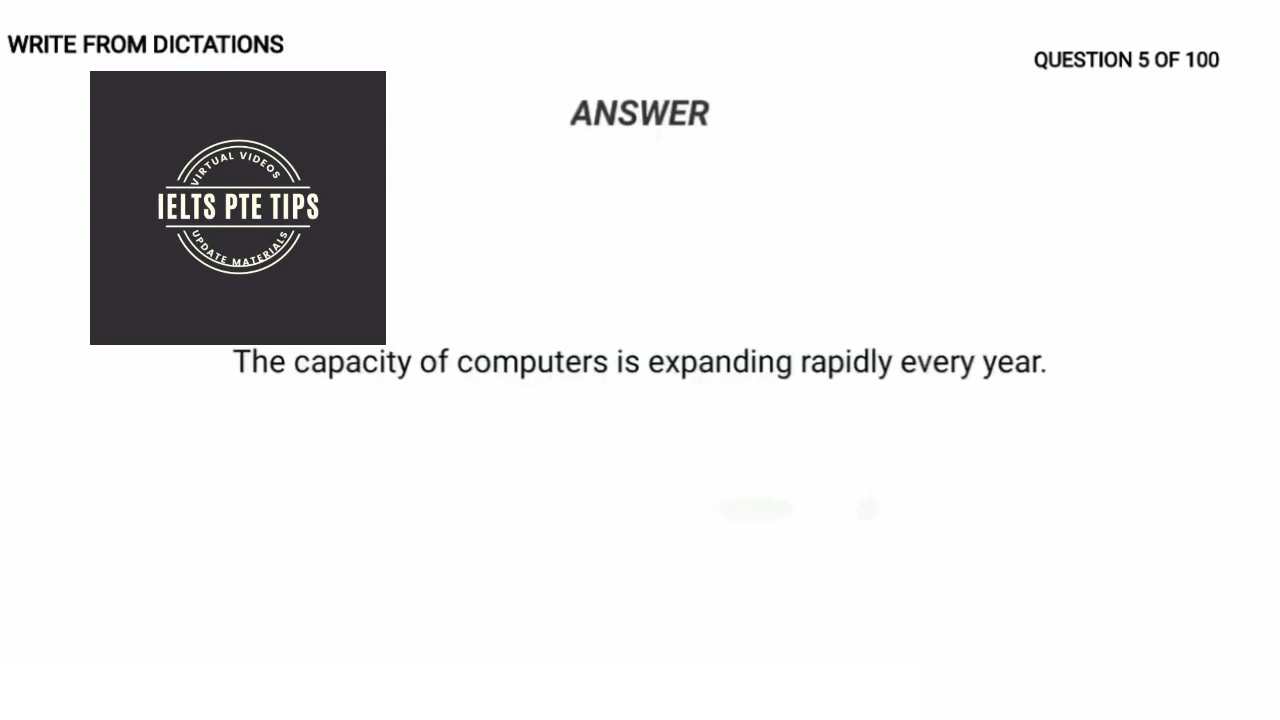 WRITE FROM DICTATIONS
QUESTION 5 OF 100
ANSWER
VIRTUAL VIDEOS
IELTS PTE TIPS
UPDATE MATERIALS
The capacity of computers is expanding rapidly every year.